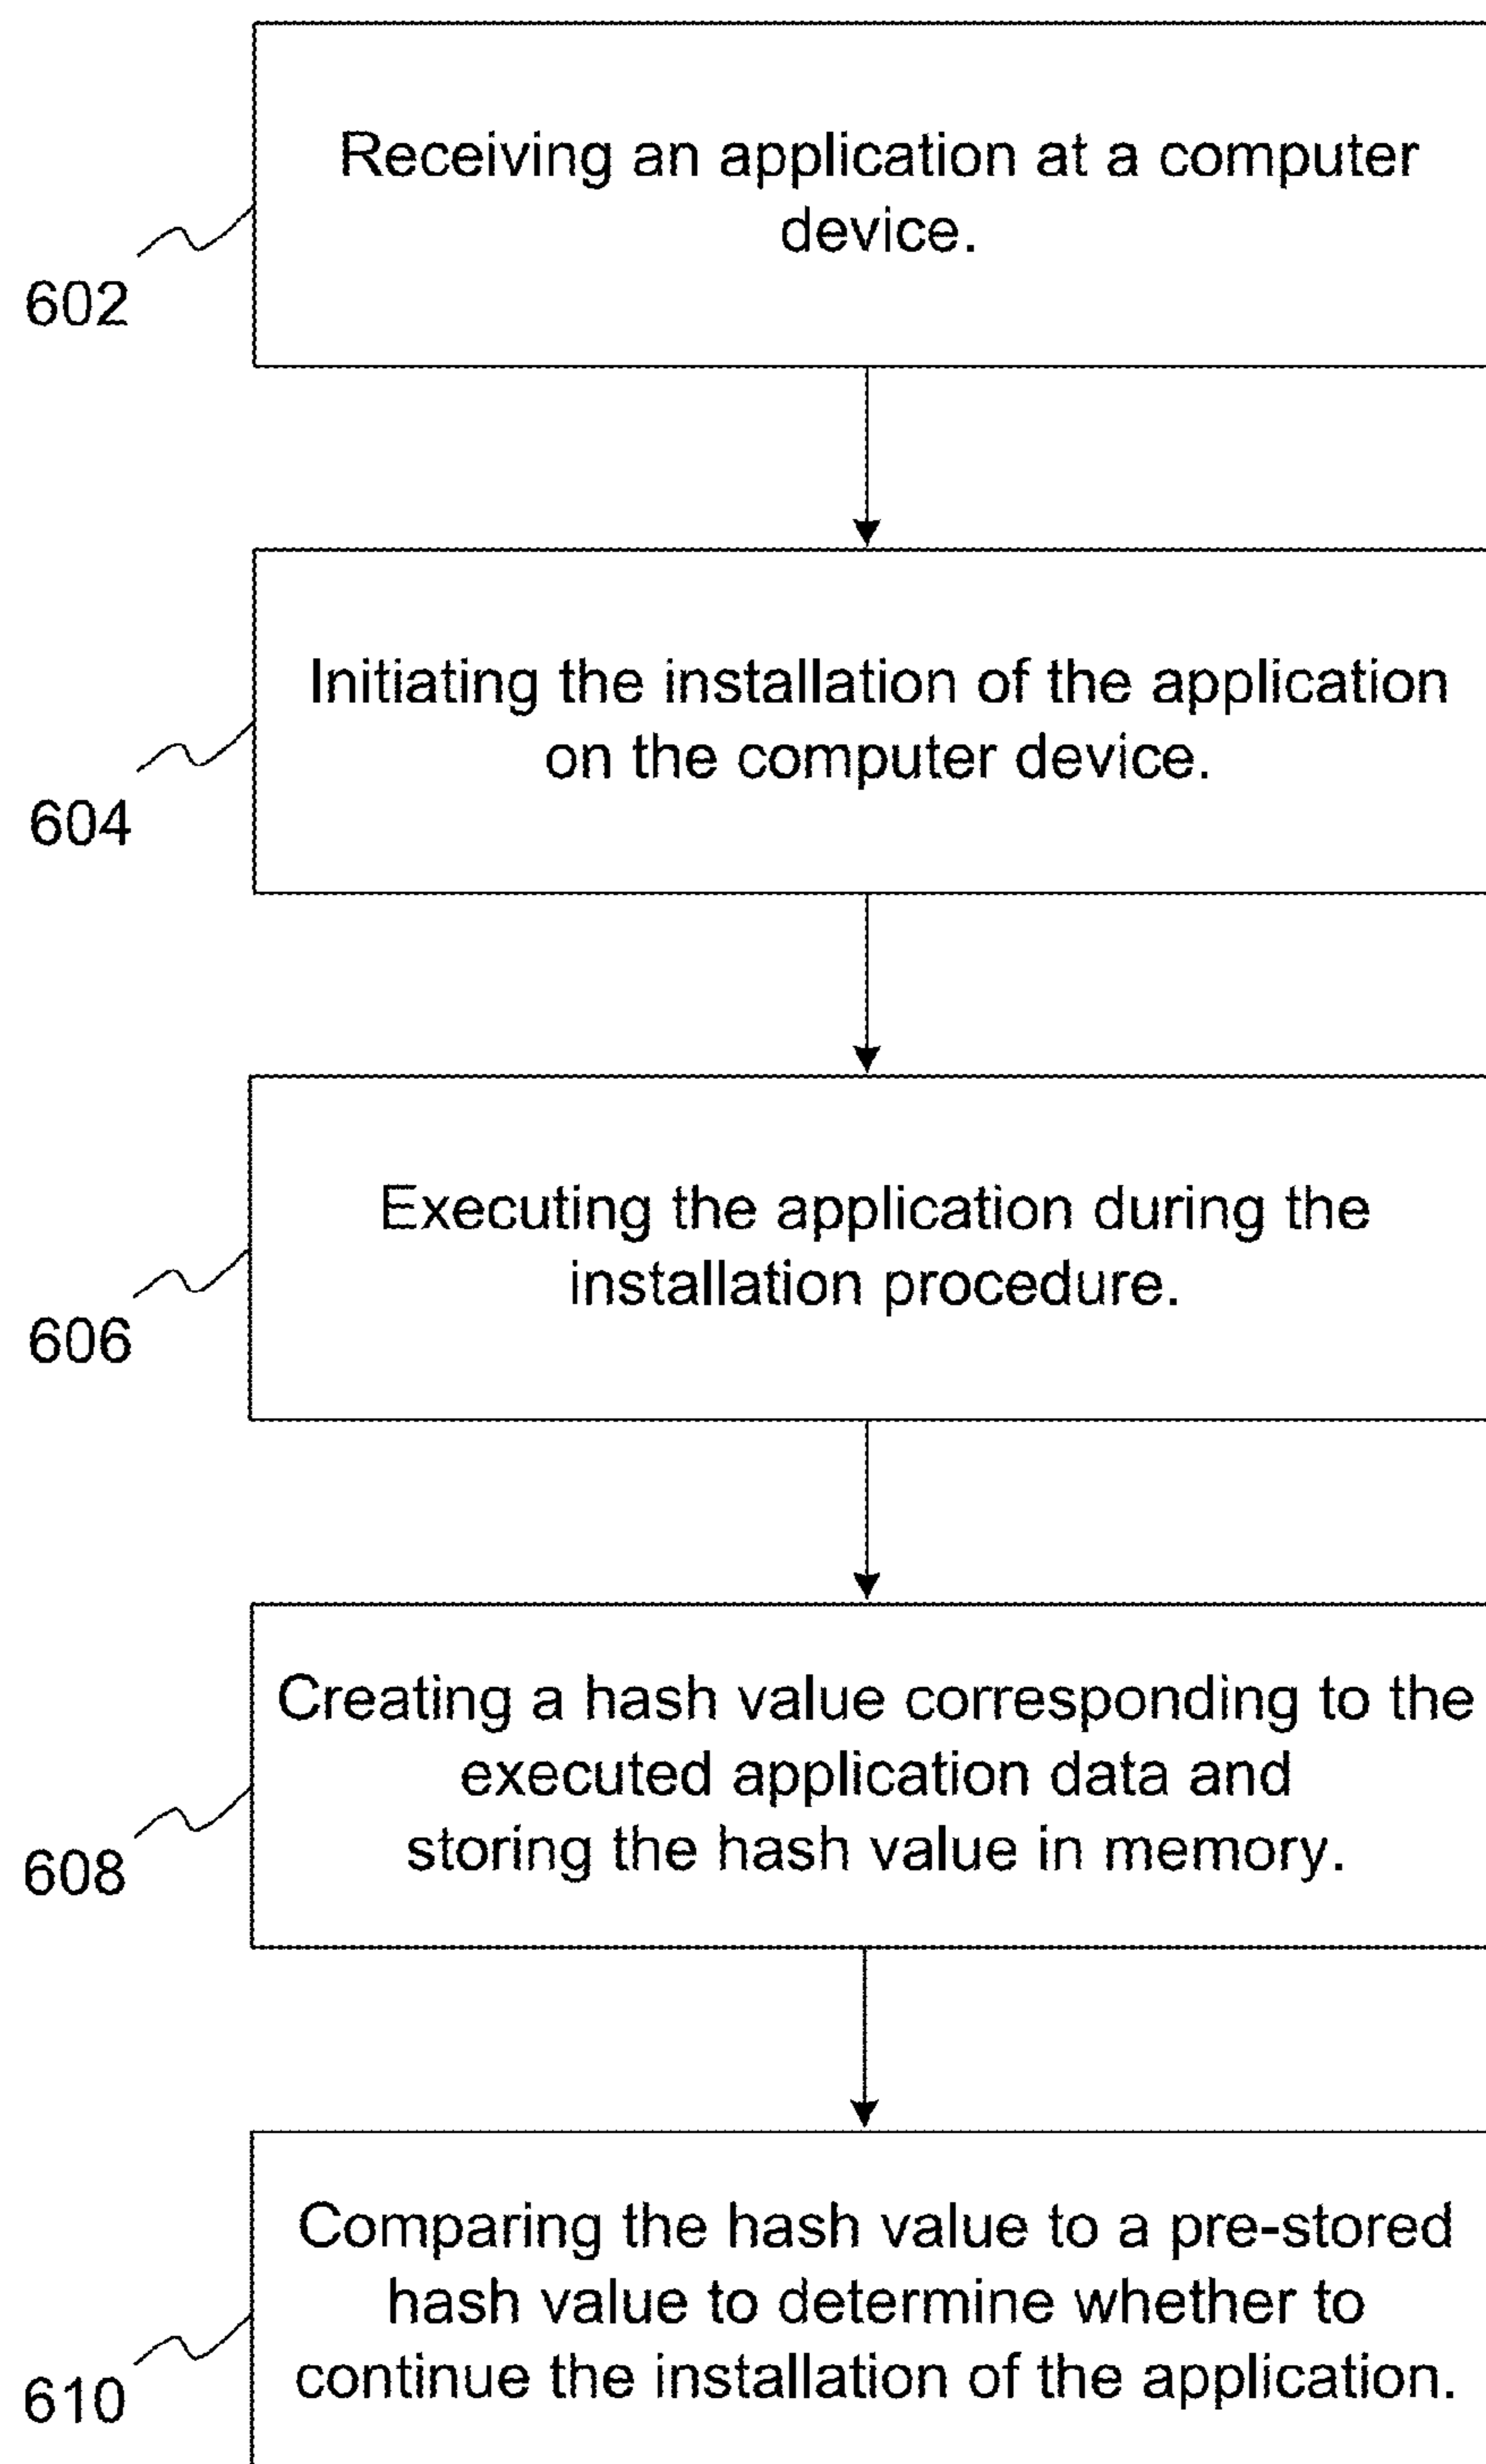 Receiving an application at a computer
device.
602
Initiating the installation of the application
on the computer device.
604
Executing the application during the
installation procedure.
606
Creating a hash value corresponding to the
executed application data and
storing the hash value in memory.
608
Comparing the hash value to a pre-stored
hash value to determine whether to
continue the installation of the application.
610